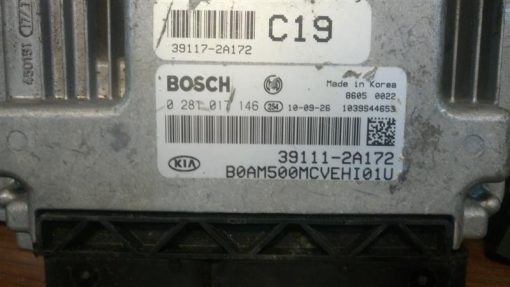 C19
39117-2A172
BOSCH
Made in Korea
8605 0022
0 281 017 146 254 10-09-26 1039S44653
KIA
39111-2A172
B0AM500MCVEHI01U